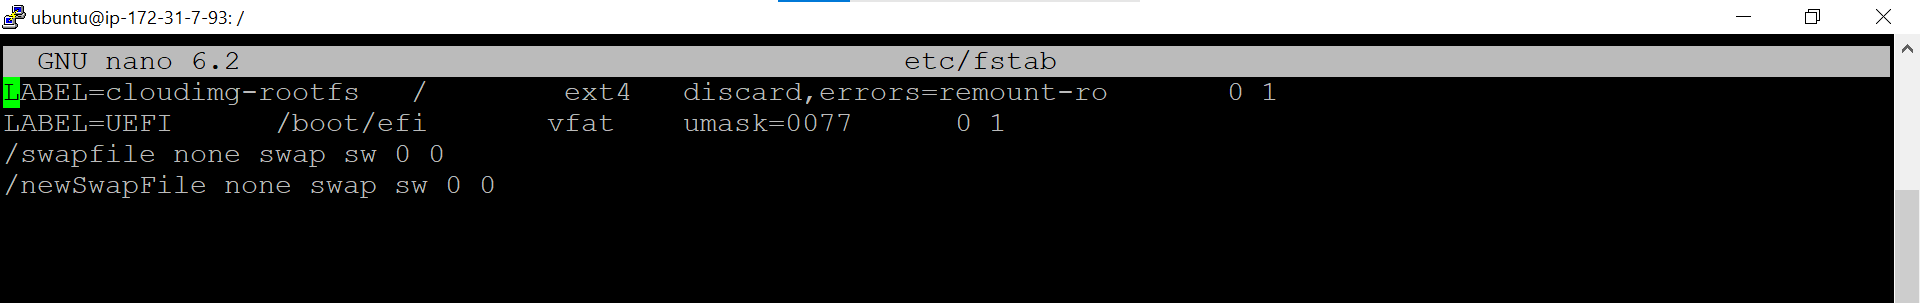 ubuntu@ip-172-31-7-93: /
GNU nano 6.2 etc/fstab
LABEL=cloudimg-rootfs / ext4 discard,errors=remount-ro 0 1
LABEL=UEFI /boot/efi vfat umask=0077 0 1
/swapfile none swap sw 0 0
/newSwapFile none swap sw 0 0